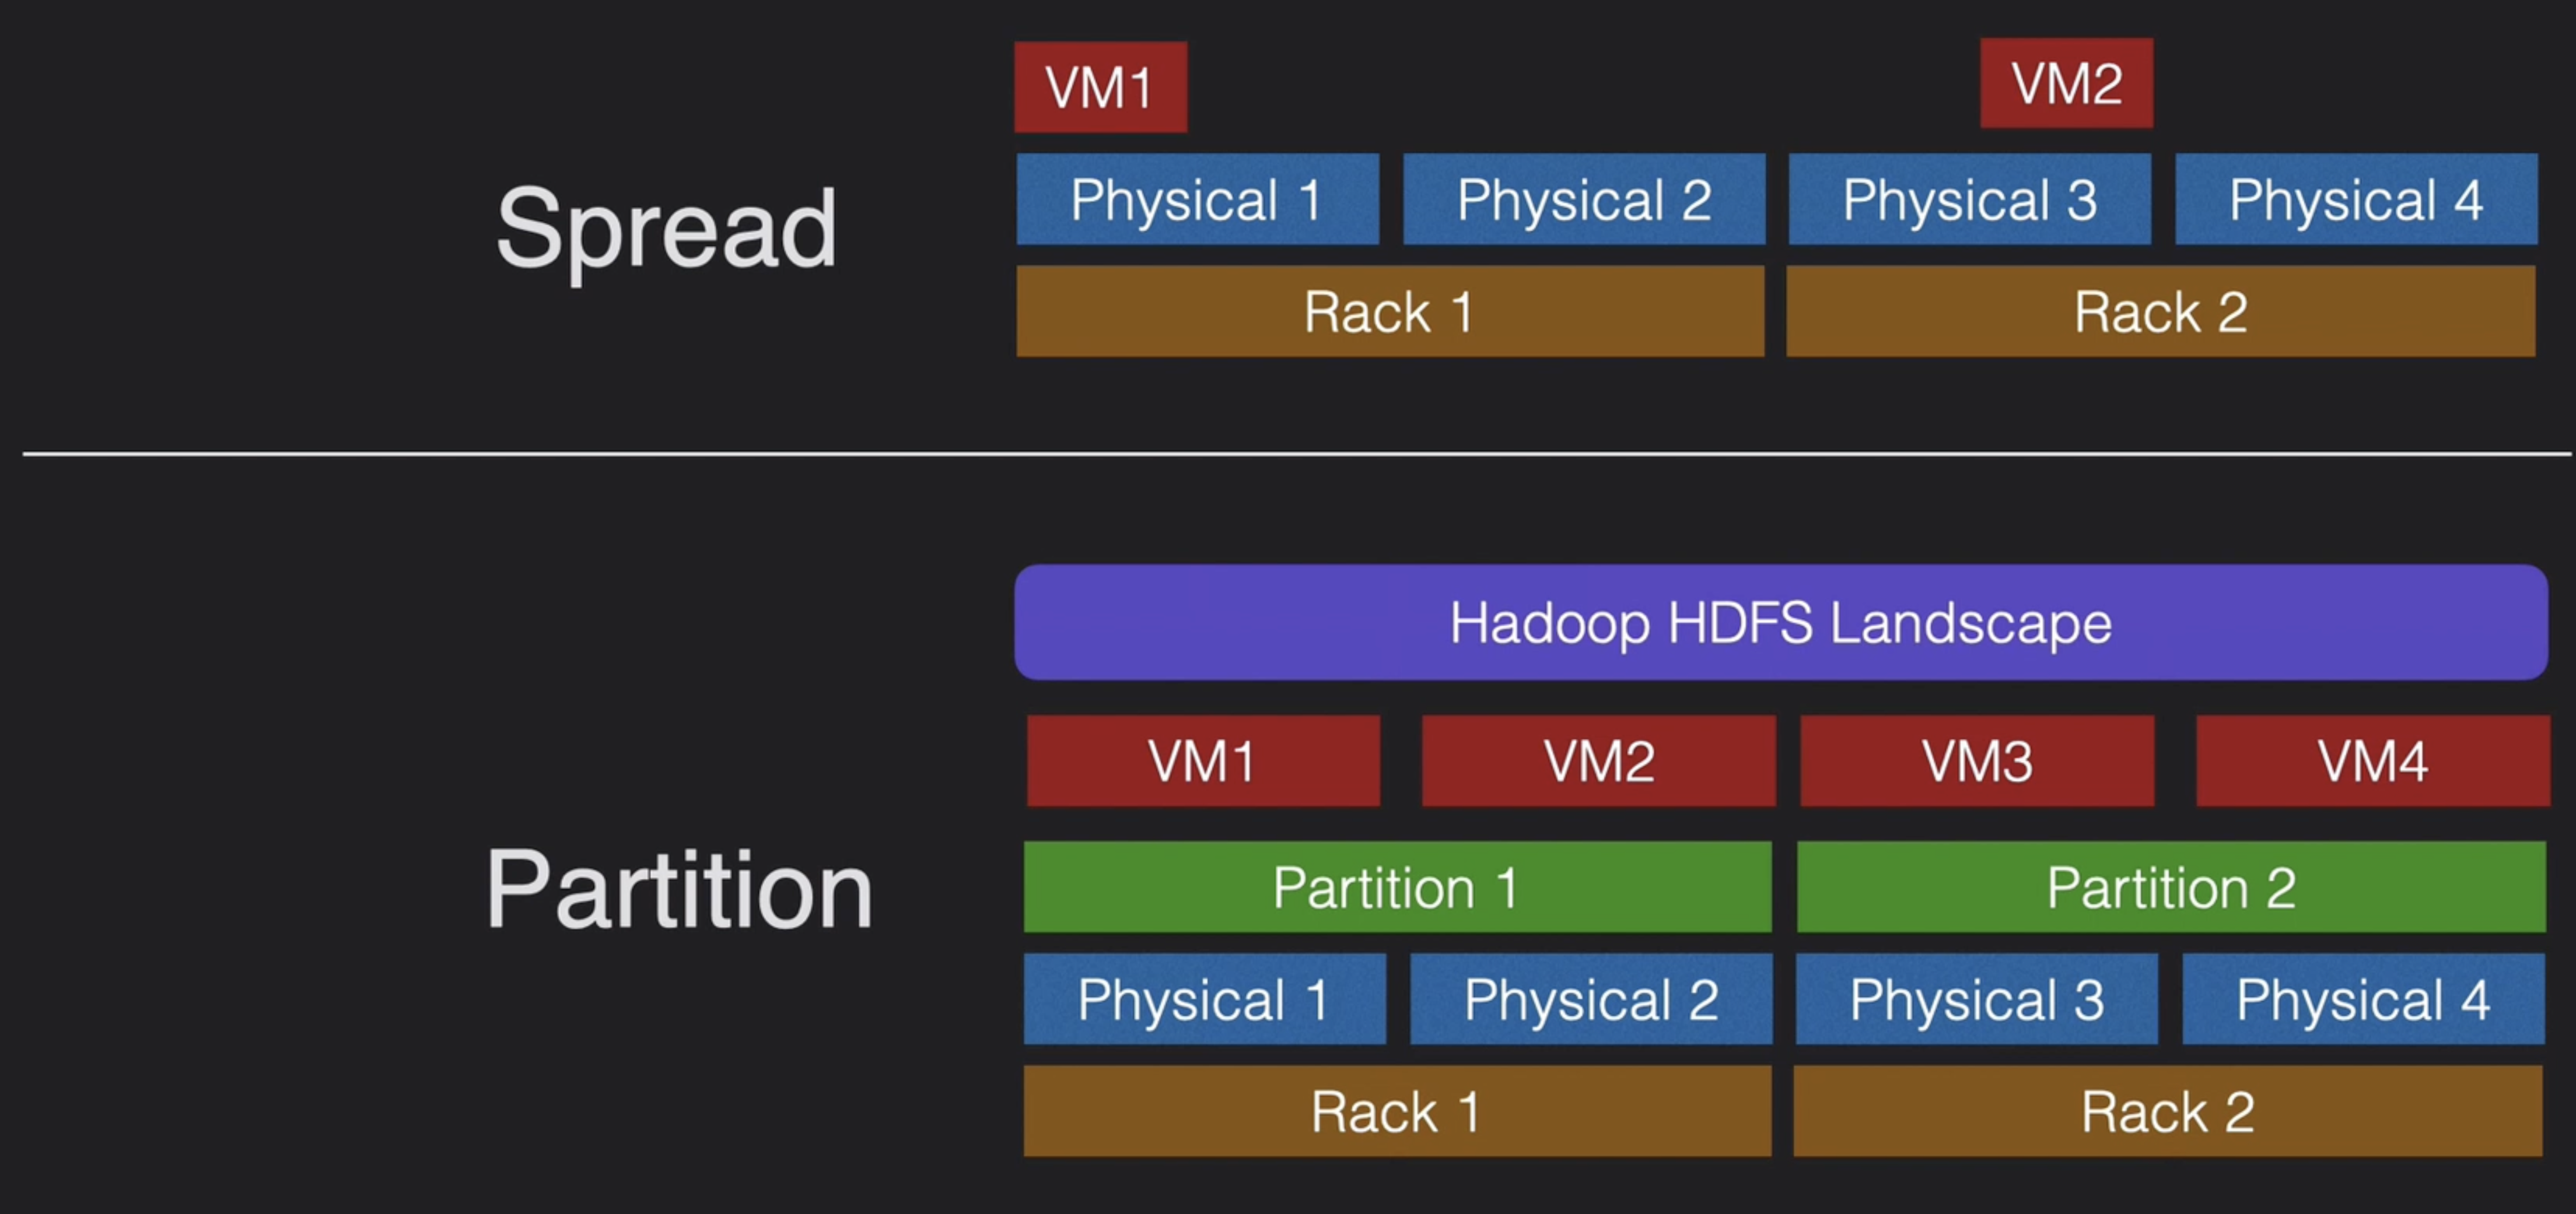 VM1 VM2
Spread
Physical 1 Physical 2 Physical 3 Physical 4
Rack 1 Rack 2
Hadoop HDFS Landscape
VM1 VM2 VM3 VM4
Partition
Partition 1 Partition 2
Physical 1 Physical 2 Physical 3 Physical 4
Rack 1 Rack 2